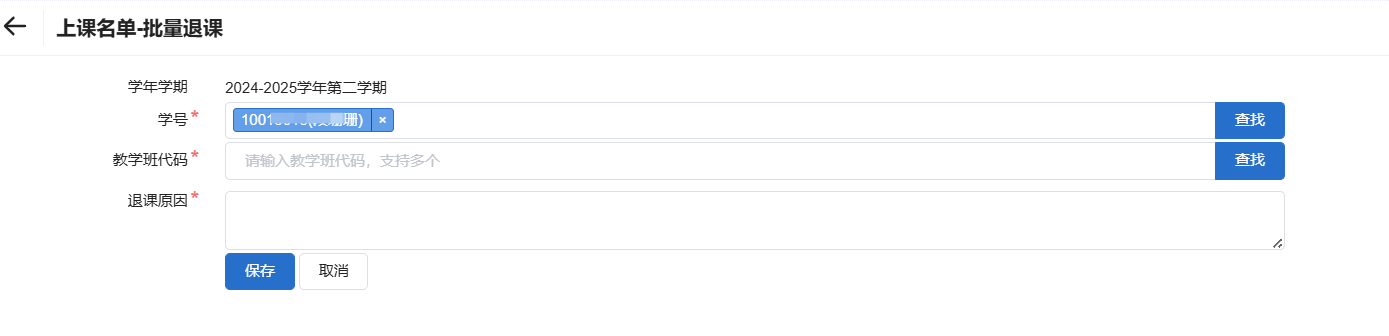 上课名单-批量退课
学年学期 2024-2025学年第二学期
学号* 1001 珊) × 查找
教学班代码* 请输入教学班代码，支持多个 查找
退课原因*
保存 取消